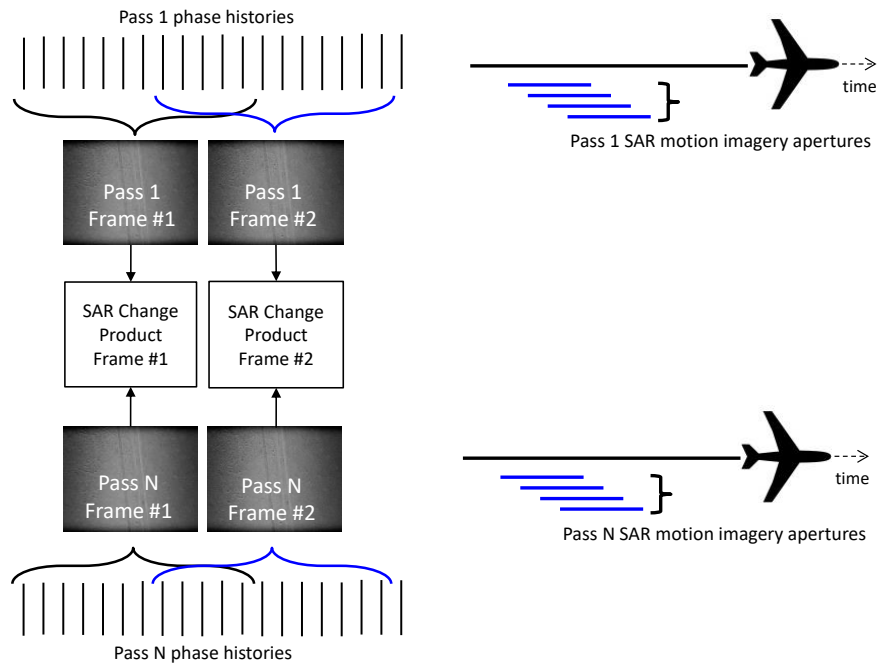 Pass 1 phase histories
Pass 1
Frame #1
Pass 1
Frame #2
SAR Change
Product
Frame #1
SAR Change
Product
Frame #2
Pass N
Frame #1
Pass N
Frame #2
Pass N phase histories
time
Pass 1 SAR motion imagery apertures
time
Pass N SAR motion imagery apertures